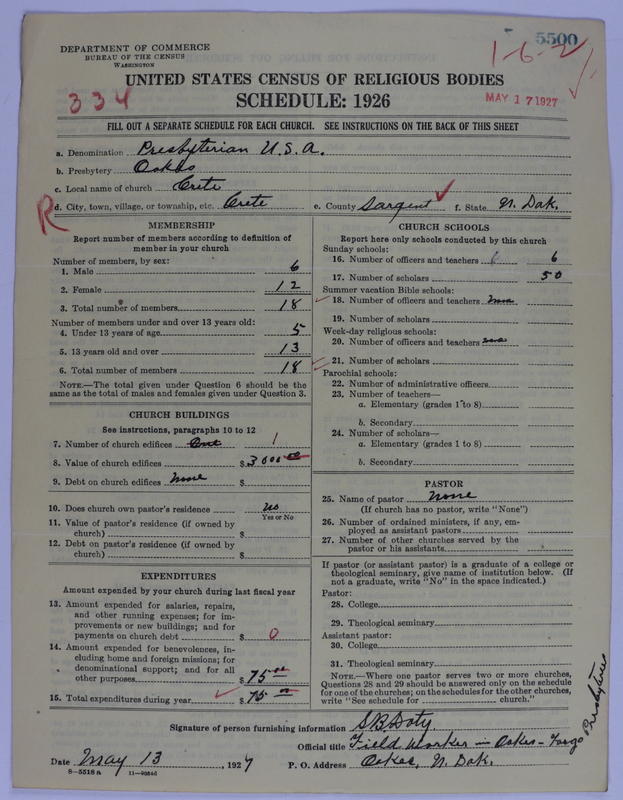 5500
1-6-2
DEPARTMENT OF COMMERCE
BUREAU OF THE CENSUS
WASHINGTON
UNITED STATES CENSUS OF RELIGIOUS BODIES
334
SCHEDULE: 1926
MAY 17 1927
FILL OUT A SEPARATE SCHEDULE FOR EACH CHURCH. SEE INSTRUCTIONS ON THE BACK OF THIS SHEET
a. Denomination Presbyterian U.S.A.
b. Presbytery Oakes
c. Local name of church Crete
R
d. City, town, village, or township, etc. Crete e. County Sargent f. State N. Dak.
MEMBERSHIP
Report number of members according to definition of
member in your church
Number of members, by sex:
1. Male 6
2. Female 12
3. Total number of members 18
Number of members under and over 13 years old:
4. Under 13 years of age 5
5. 13 years old and over 13
6. Total number of members 18
NOTE.—The total given under Question 6 should be the
same as the total of males and females given under Question 3.
CHURCH BUILDINGS
See instructions, paragraphs 10 to 12
7. Number of church edifices One 1
8. Value of church edifices $ 3000 00
9. Debt on church edifices None $
10. Does church own pastor's residence No
Yes or No
11. Value of pastor's residence (if owned by
church) $
12. Debt on pastor's residence (if owned by
church) $
EXPENDITURES
Amount expended by your church during last fiscal year
13. Amount expended for salaries, repairs,
and other running expenses; for im-
provements or new buildings; and for
payments on church debt $ 0
14. Amount expended for benevolences, in-
cluding home and foreign missions; for
denominational support; and for all
other purposes $ 75 00
15. Total expenditures during year $ 75 00
CHURCH SCHOOLS
Report here only schools conducted by this church
Sunday schools:
16. Number of officers and teachers 6 6
17. Number of scholars 50
Summer vacation Bible schools:
18. Number of officers and teachers none
19. Number of scholars
Week-day religious schools:
20. Number of officers and teachers none
21. Number of scholars
Parochial schools:
22. Number of administrative officers
23. Number of teachers—
a. Elementary (grades 1 to 8)
b. Secondary
24. Number of scholars—
a. Elementary (grades 1 to 8)
b. Secondary
PASTOR
25. Name of pastor none
(If church has no pastor, write "None")
26. Number of ordained ministers, if any, em-
ployed as assistant pastors
27. Number of other churches served by the
pastor or his assistants
If pastor (or assistant pastor) is a graduate of a college or
theological seminary, give name of institution below. (If
not a graduate, write "No" in the space indicated.)
Pastor:
28. College
29. Theological seminary
Assistant pastor:
30. College
31. Theological seminary
NOTE.—Where one pastor serves two or more churches,
Questions 28 and 29 should be answered only on the schedule
for one of the churches; on the schedules for the other churches,
write "See schedule for church."
Signature of person furnishing information S B Doty
Official title Field Worker in Oakes-Fargo
Date May 13, 1927 P. O. Address Oakes, N. Dak.
8-5518a 11-9084d